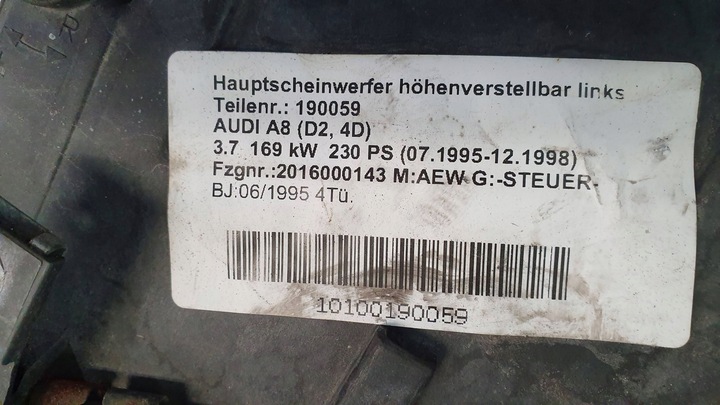 R
Hauptscheinwerfer höhenverstellbar links
Teilenr.: 190059
AUDI A8 (D2, 4D)
3.7 169 kW 230 PS (07.1995-12.1998)
Fzgnr.:2016000143 M:AEW G:-STEUER-
BJ:06/1995 4Tü.
10100190059